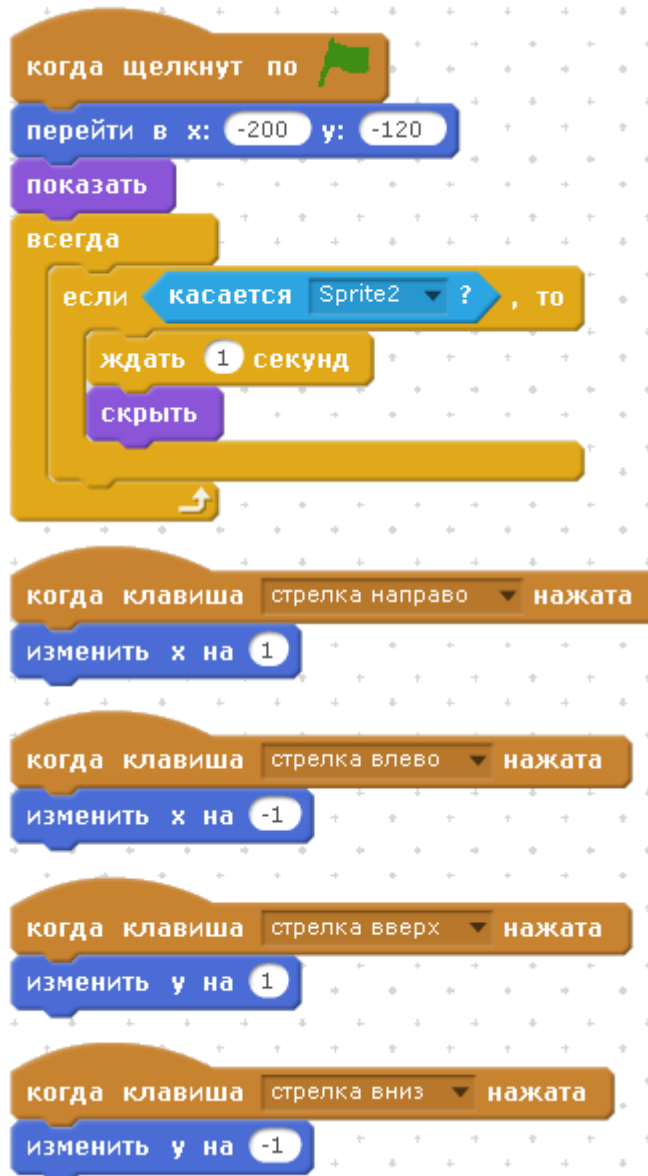 когда щелкнут по
перейти в x: -200 y: -120
показать
всегда
если касается Sprite2 ? , то
ждать 1 секунд
скрыть
когда клавиша стрелка направо нажата
изменить x на 1
когда клавиша стрелка влево нажата
изменить x на -1
когда клавиша стрелка вверх нажата
изменить y на 1
когда клавиша стрелка вниз нажата
изменить y на -1